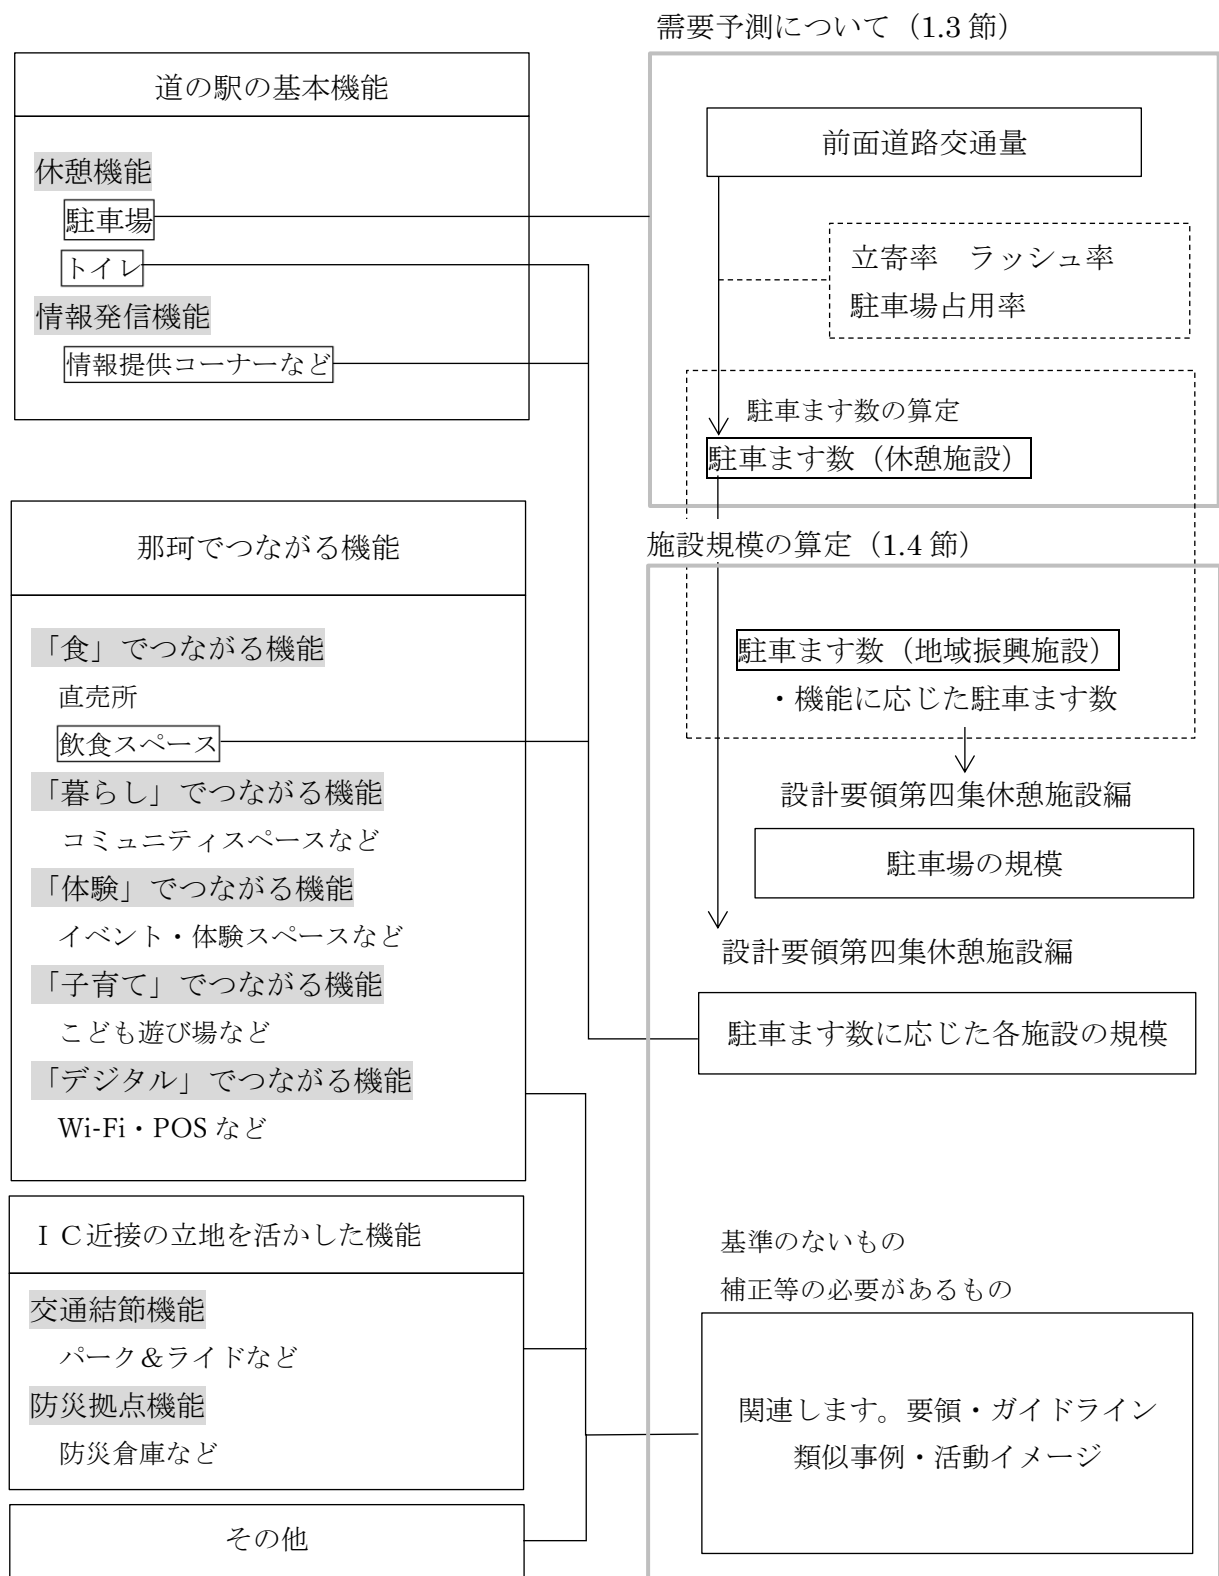 需要予測について（1.3 節）
道の駅の基本機能
休憩機能
駐車場
トイレ
情報発信機能
情報提供コーナーなど
前面道路交通量
立寄率　ラッシュ率
駐車場占用率
駐車ます数の算定
駐車ます数（休憩施設）
那珂でつながる機能
「食」でつながる機能
直売所
飲食スペース
「暮らし」でつながる機能
コミュニティスペースなど
「体験」でつながる機能
イベント・体験スペースなど
「子育て」でつながる機能
こども遊び場など
「デジタル」でつながる機能
Wi-Fi・POS など
施設規模の算定（1.4 節）
駐車ます数（地域振興施設）
・機能に応じた駐車ます数
設計要領第四集休憩施設編
駐車場の規模
設計要領第四集休憩施設編
駐車ます数に応じた各施設の規模
ＩＣ近接の立地を活かした機能
交通結節機能
パーク＆ライドなど
防災拠点機能
防災倉庫など
その他
基準のないもの
補正等の必要があるもの
関連します。要領・ガイドライン
類似事例・活動イメージ